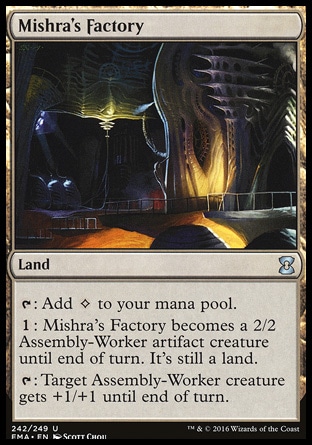 Mishra's Factory
Land
: Add ◇ to your mana pool.
1 : Mishra's Factory becomes a 2/2
Assembly-Worker artifact creature
until end of turn. It's still a land.
: Target Assembly-Worker creature
gets +1/+1 until end of turn.
242/249 U
EMA • EN Scott Chou
™ & © 2016 Wizards of the Coast